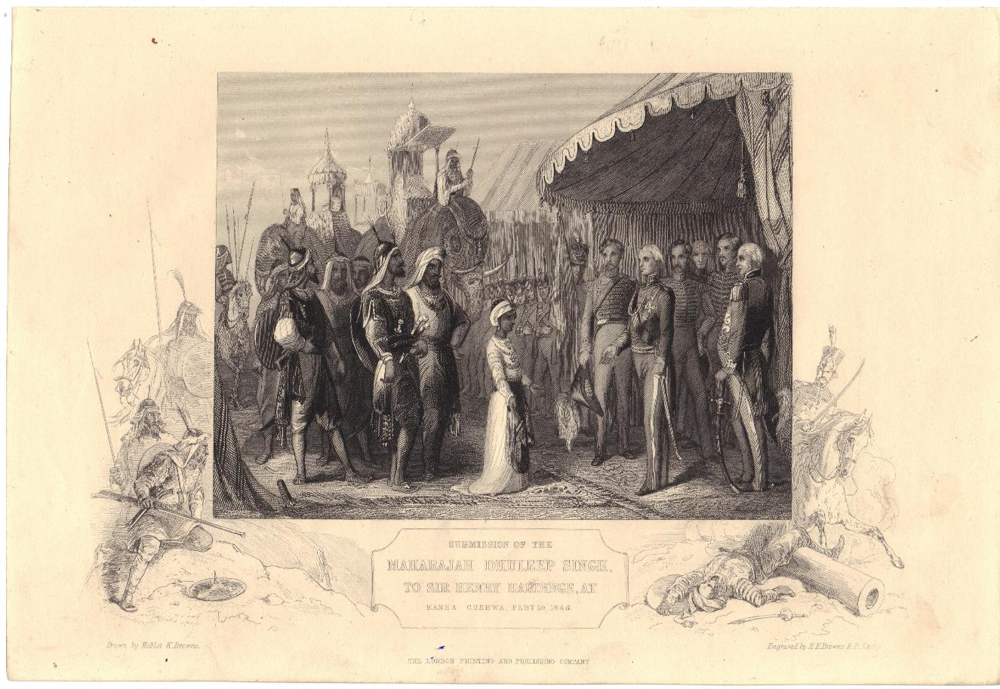 SUBMISSION OF THE
MAHARAJAH DHULEEP SINGH,
TO SIR HENRY HARDINGE, AT
KANHA CUSHWA, FEBY 19 1846.
Drawn by Hablot K. Browne.
Engraved by H.K. Browne & R.
THE LONDON PRINTING AND PUBLISHING COMPANY